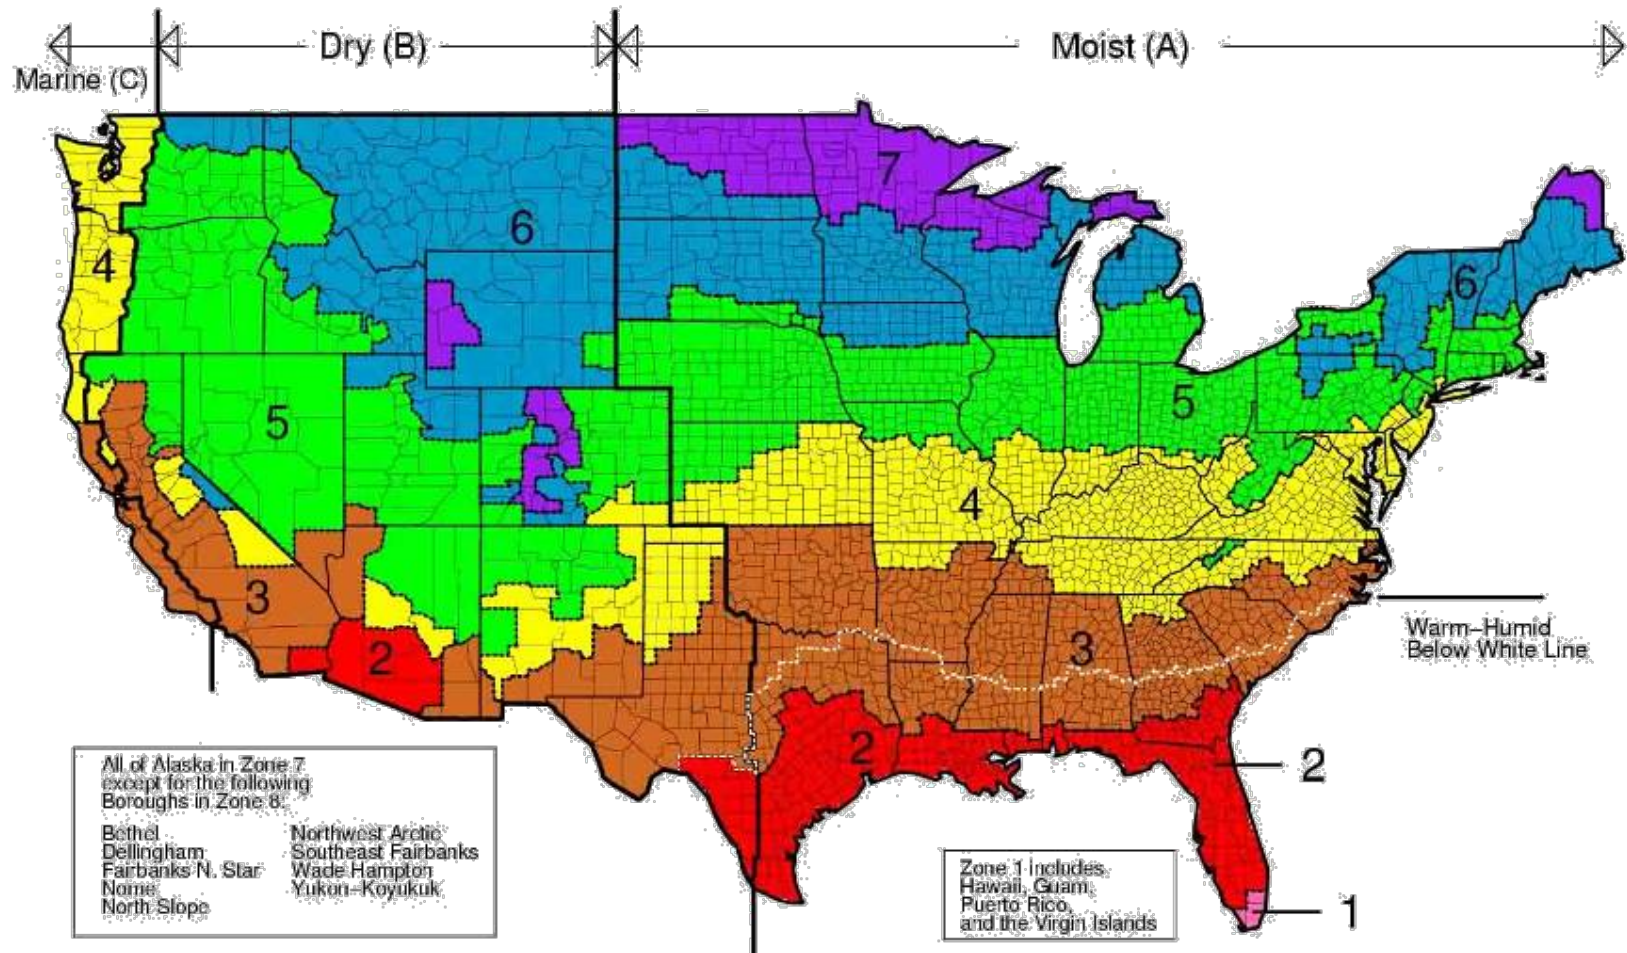 Marine (C)
Dry (B)
Moist (A)
7
6
4
6
5
5
4
3
3
2
2
Warm-Humid
Below White Line
2
1
All of Alaska in Zone 7
except for the following
Boroughs in Zone 8:
Bethel
Dellingham
Fairbanks N. Star
Nome
North Slope
Northwest Arctic
Southeast Fairbanks
Wade Hampton
Yukon-Koyukuk
Zone 1 includes
Hawaii, Guam,
Puerto Rico,
and the Virgin Islands